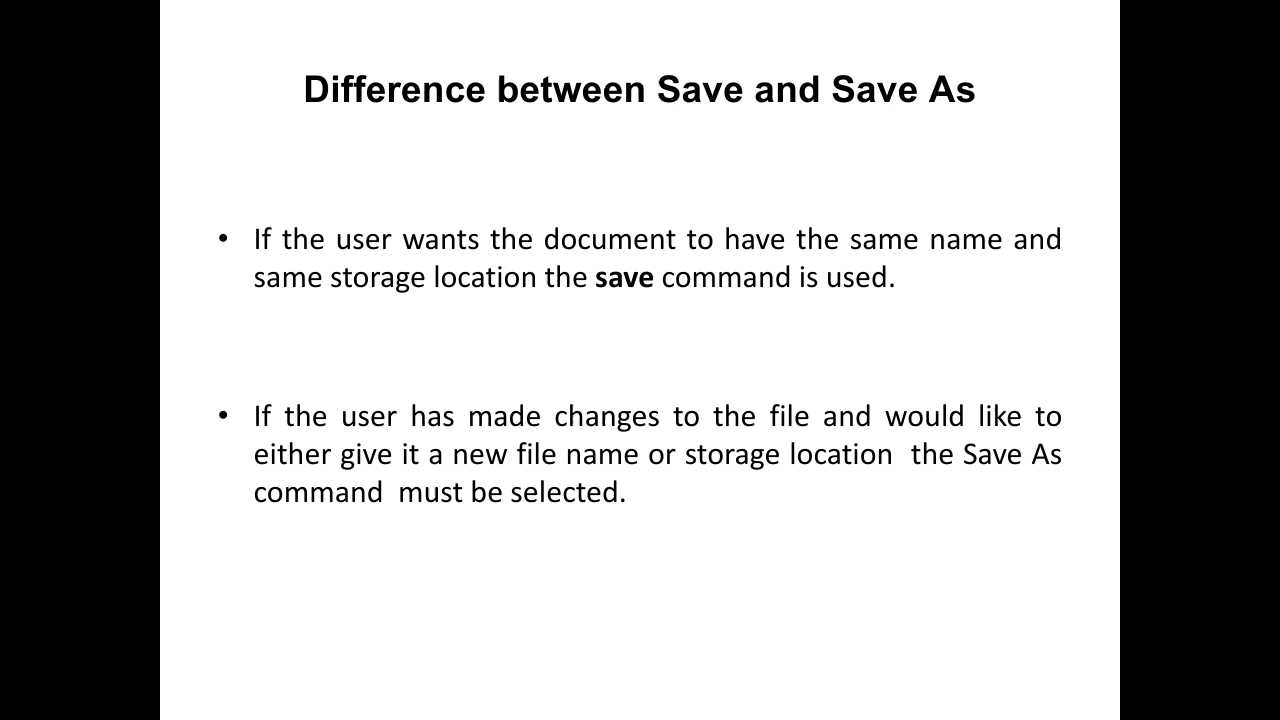 Difference between Save and Save As
• If the user wants the document to have the same name and
same storage location the save command is used.
• If the user has made changes to the file and would like to
either give it a new file name or storage location  the Save As
command  must be selected.